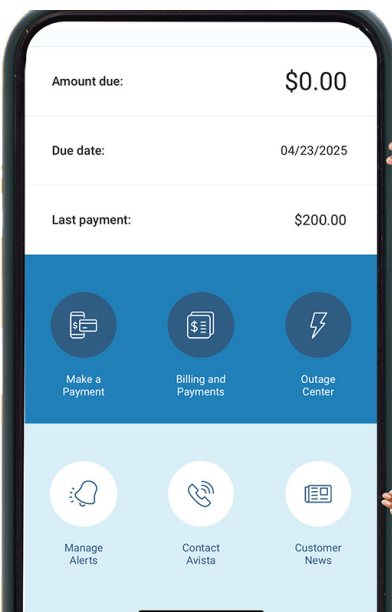 Amount due: $0.00
Due date: 04/23/2025
Last payment: $200.00
$
$
Make a
Payment
Billing and
Payments
Outage
Center
Manage
Alerts
Contact
Avista
Customer
News